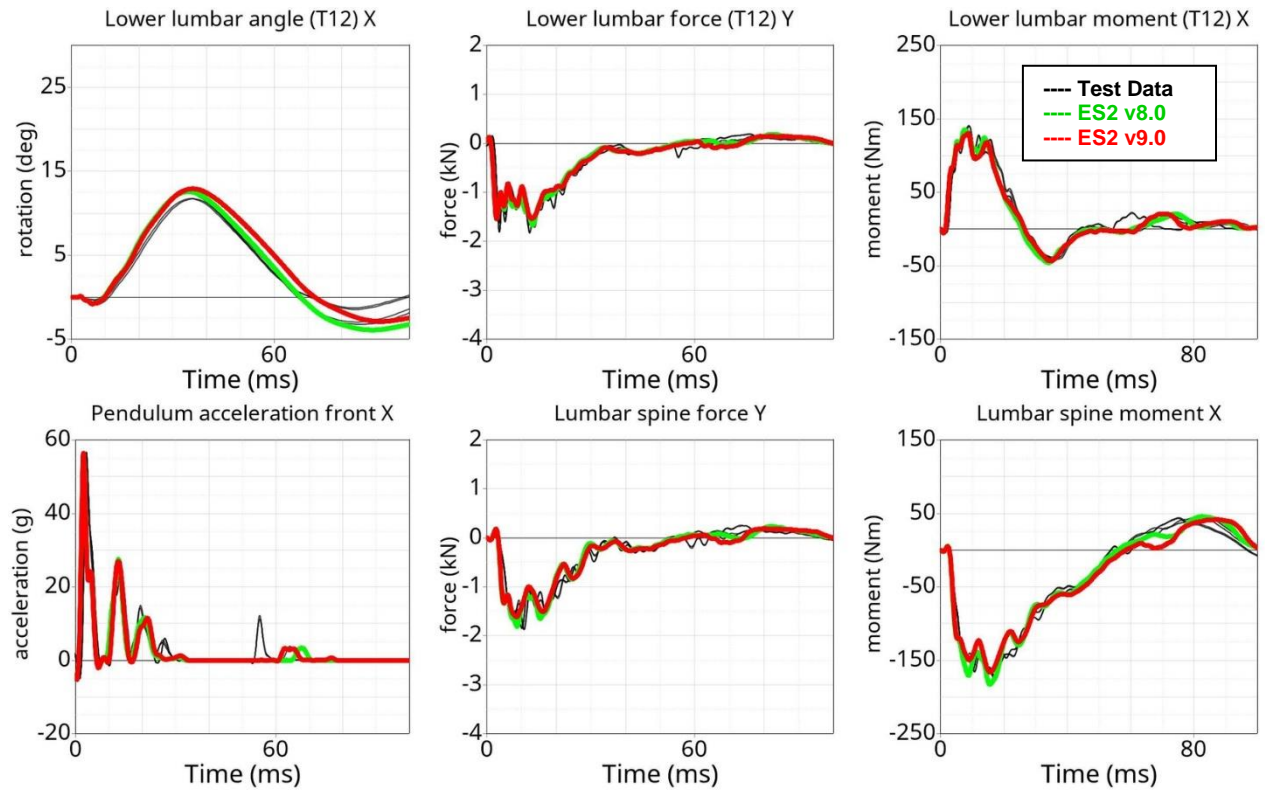 Lower lumbar angle (T12) X
rotation (deg)
25
15
5
-5
0
60
Time (ms)
Lower lumbar force (T12) Y
force (kN)
2
1
0
-1
-2
-3
-4
0
60
Time (ms)
Lower lumbar moment (T12) X
moment (Nm)
250
150
50
-50
-150
0
80
Time (ms)
---- Test Data
---- ES2 v8.0
---- ES2 v9.0
Pendulum acceleration front X
acceleration (g)
60
40
20
0
-20
0
60
Time (ms)
Lumbar spine force Y
force (kN)
2
1
0
-1
-2
-3
-4
0
60
Time (ms)
Lumbar spine moment X
moment (Nm)
150
50
-50
-150
-250
0
80
Time (ms)